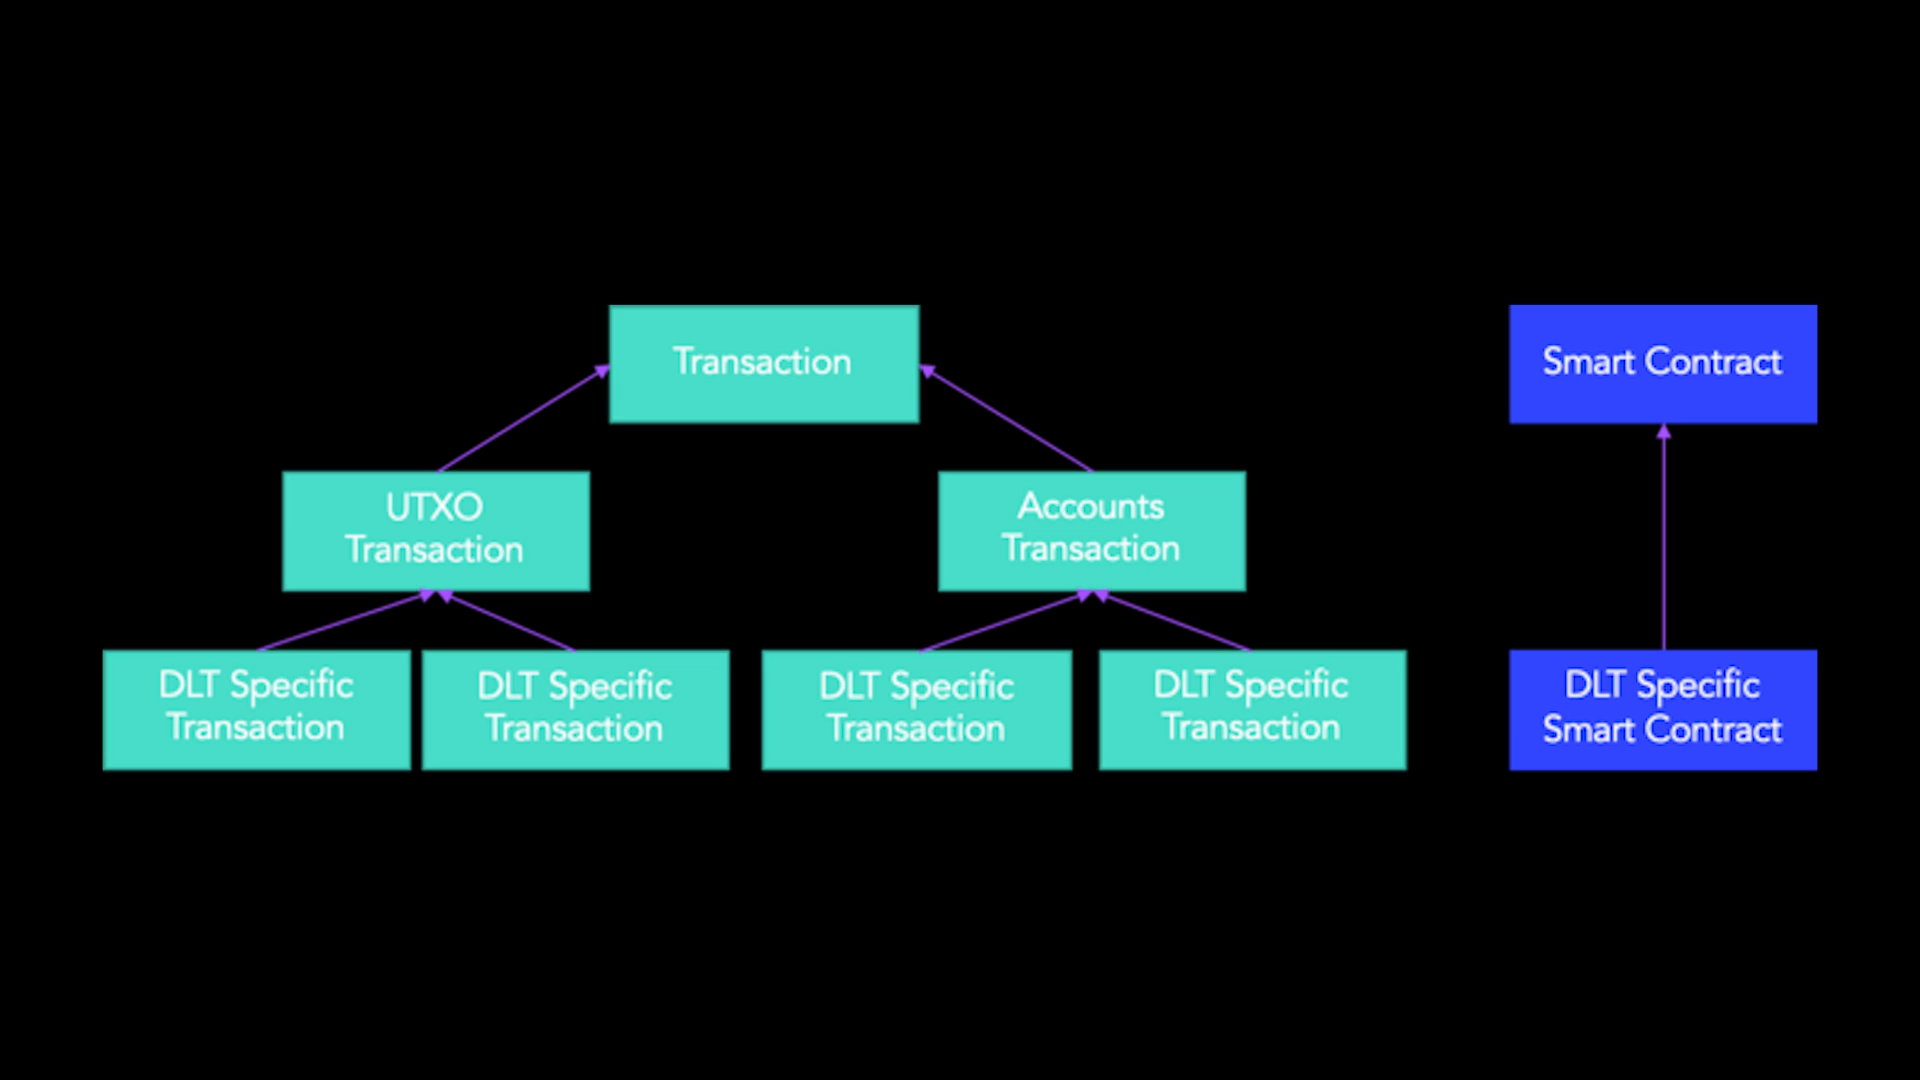 Transaction
Smart Contract
UTXO
Transaction
Accounts
Transaction
DLT Specific
Transaction
DLT Specific
Transaction
DLT Specific
Transaction
DLT Specific
Transaction
DLT Specific
Smart Contract